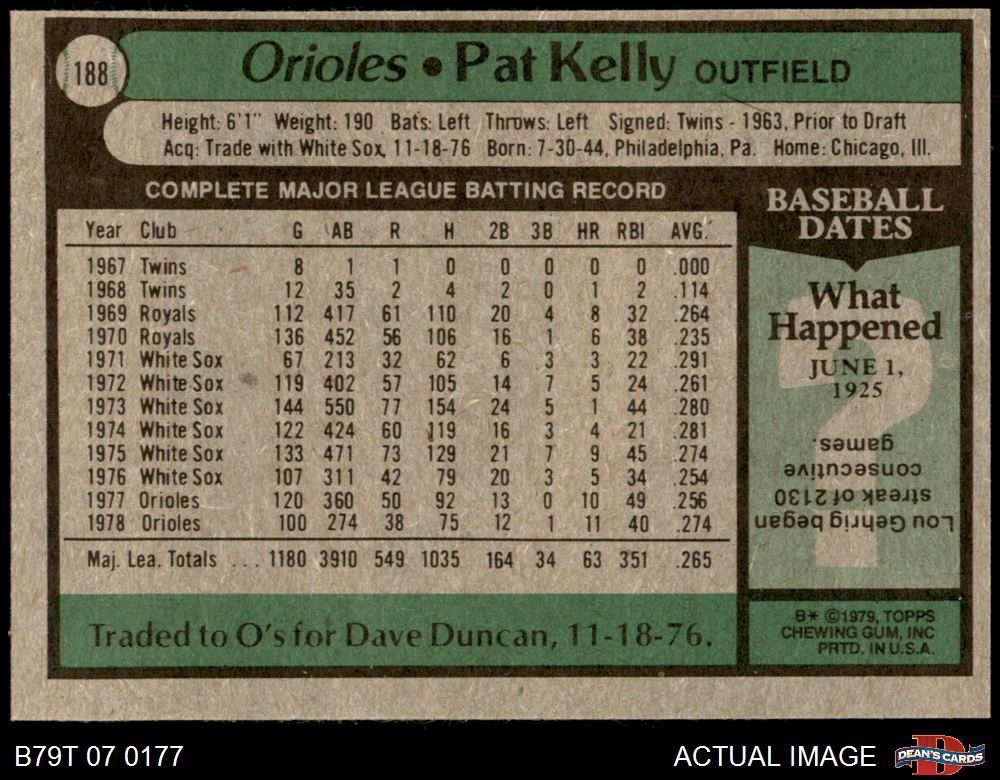 188
Orioles • Pat Kelly OUTFIELD
Height: 6'1" Weight: 190 Bats: Left Throws: Left Signed: Twins - 1963, Prior to Draft
Acq: Trade with White Sox, 11-18-76 Born: 7-30-44, Philadelphia, Pa. Home: Chicago, Ill.
COMPLETE MAJOR LEAGUE BATTING RECORD
Year Club G AB R H 2B 3B HR RBI AVG.
1967 Twins 8 1 1 0 0 0 0 0 .000
1968 Twins 12 35 2 4 2 0 1 2 .114
1969 Royals 112 417 61 110 20 4 8 32 .264
1970 Royals 136 452 56 106 16 1 6 38 .235
1971 White Sox 67 213 32 62 6 3 3 22 .291
1972 White Sox 119 402 57 105 14 7 5 24 .261
1973 White Sox 144 550 77 154 24 5 1 44 .280
1974 White Sox 122 424 60 119 16 3 4 21 .281
1975 White Sox 133 471 73 129 21 7 9 45 .274
1976 White Sox 107 311 42 79 20 3 5 34 .254
1977 Orioles 120 360 50 92 13 0 10 49 .256
1978 Orioles 100 274 38 75 12 1 11 40 .274
Maj. Lea. Totals . . . 1180 3910 549 1035 164 34 63 351 .265
Traded to O's for Dave Duncan, 11-18-76.
BASEBALL
DATES
What
Happened
JUNE 1,
1925
Lou Gehrig began
streak of 2130
consecutive
games.
B* ©1979, TOPPS
CHEWING GUM, INC
PRTD. IN U.S.A.
B79T 07 0177
ACTUAL IMAGE
D
DEAN'S CARDS